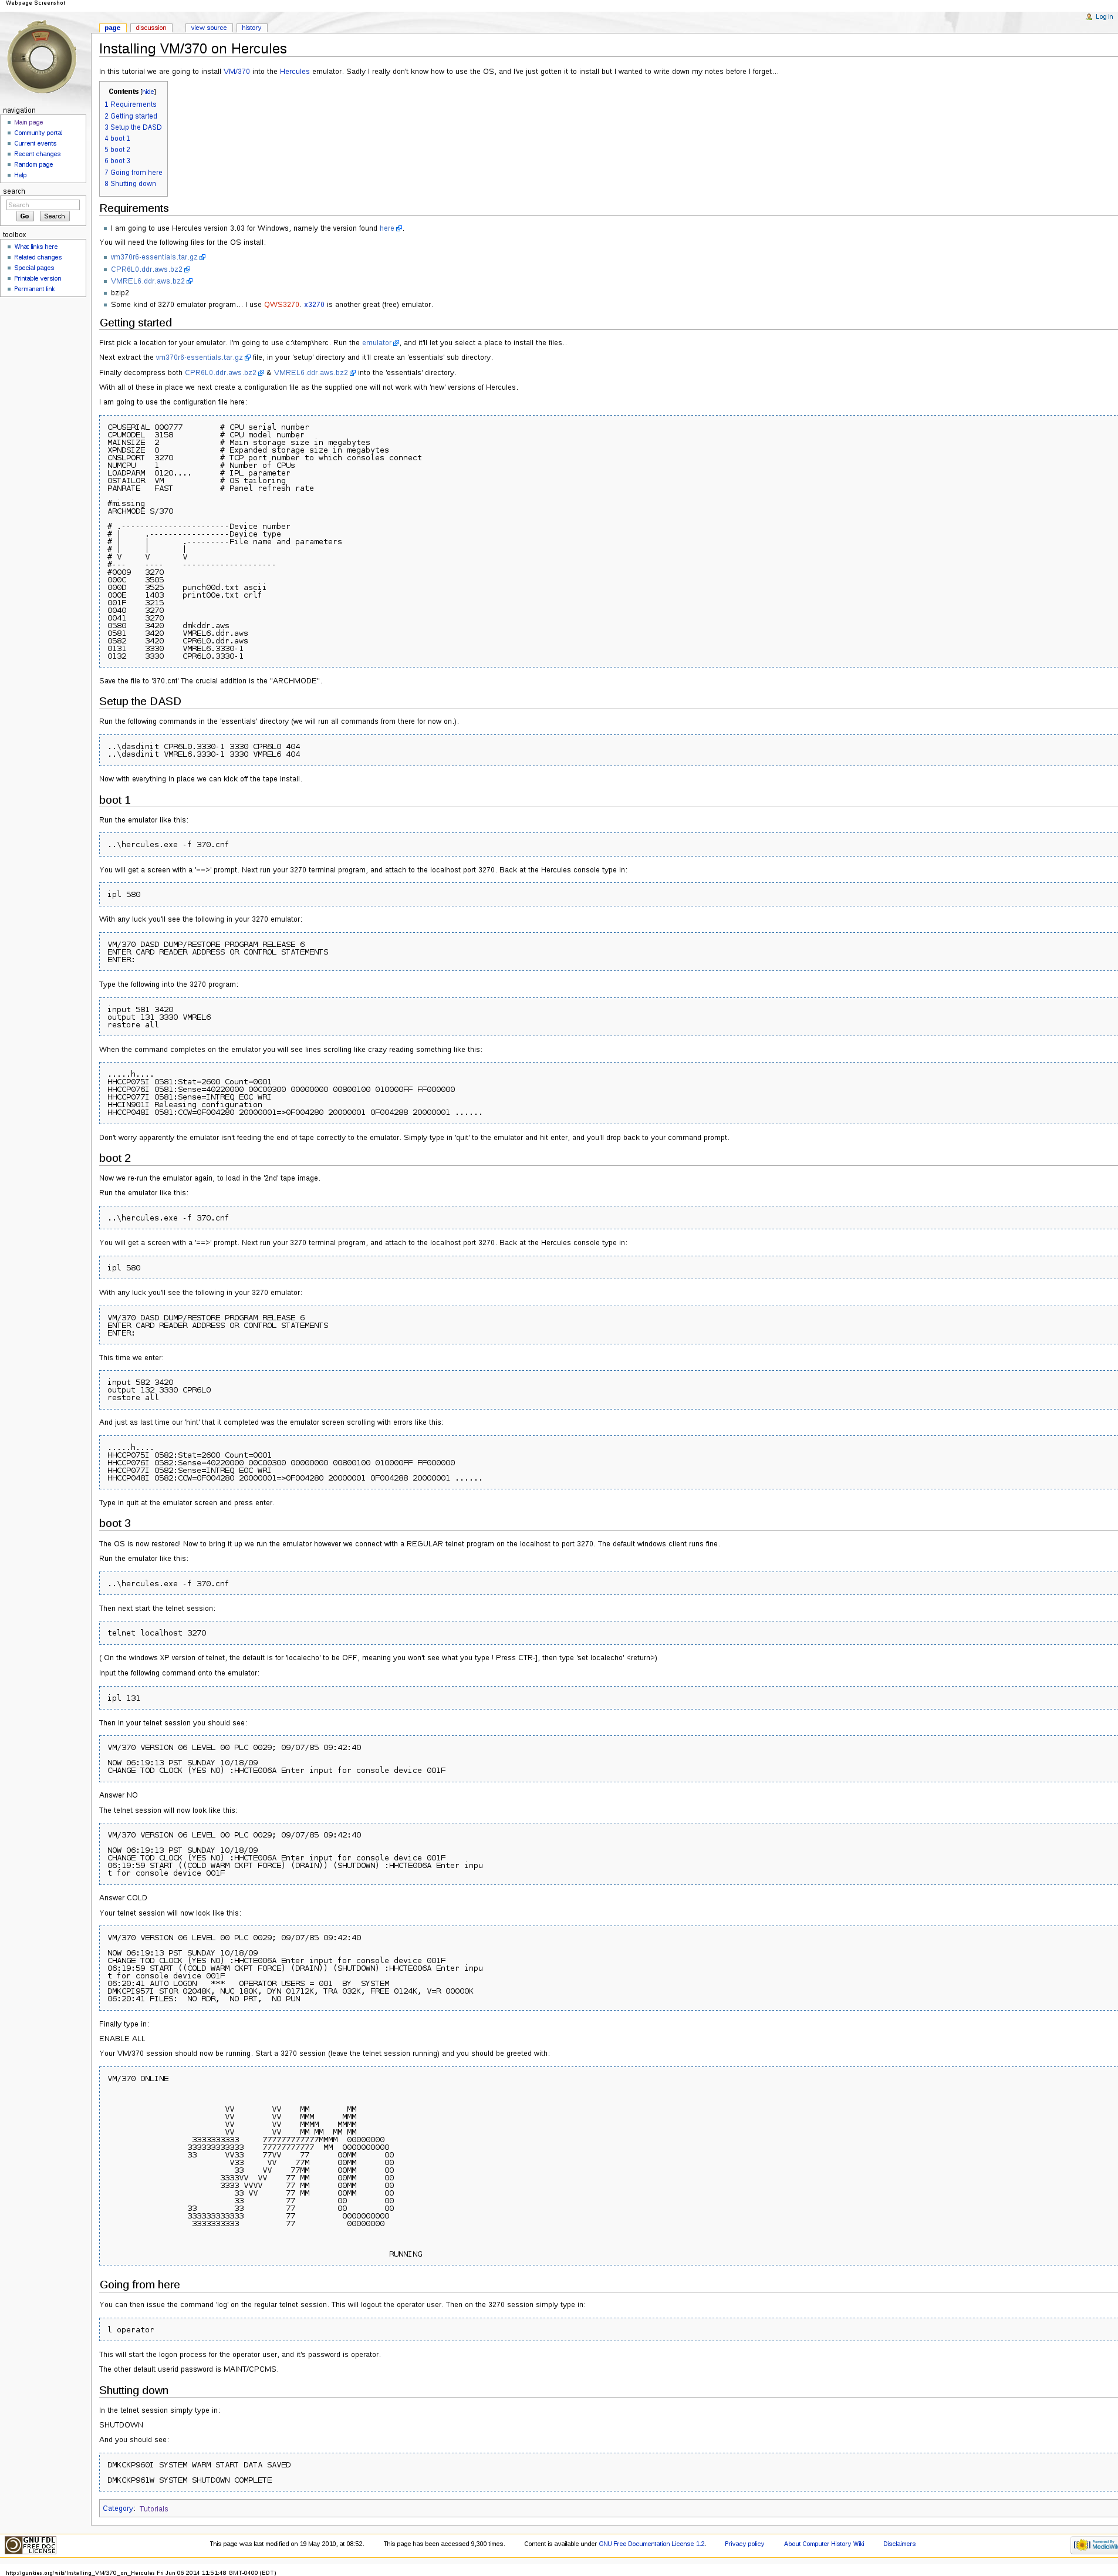 Webpage Screenshot
Log in
page
discussion
view source
history
Installing VM/370 on Hercules
In this tutorial we are going to install VM/370 into the Hercules emulator. Sadly I really don't know how to use the OS, and I've just gotten it to install but I wanted to write down my notes before I forget...
Contents [hide]
1 Requirements
2 Getting started
3 Setup the DASD
4 boot 1
5 boot 2
6 boot 3
7 Going from here
8 Shutting down
navigation
Main page
Community portal
Current events
Recent changes
Random page
Help
search
Search
Go
Search
toolbox
What links here
Related changes
Special pages
Printable version
Permanent link
Requirements
I am going to use Hercules version 3.03 for Windows, namely the version found here.
You will need the following files for the OS install:
vm370r6-essentials.tar.gz
CPR6L0.ddr.aws.bz2
VMREL6.ddr.aws.bz2
bzip2
Some kind of 3270 emulator program... I use QWS3270. x3270 is another great (free) emulator.
Getting started
First pick a location for your emulator. I'm going to use c:\temp\herc. Run the emulator, and it'll let you select a place to install the files..
Next extract the vm370r6-essentials.tar.gz file, in your 'setup' directory and it'll create an 'essentials' sub directory.
Finally decompress both CPR6L0.ddr.aws.bz2 & VMREL6.ddr.aws.bz2 into the 'essentials' directory.
With all of these in place we next create a configuration file as the supplied one will not work with 'new' versions of Hercules.
I am going to use the configuration file here:
CPUSERIAL 000777        # CPU serial number
CPUMODEL  3158          # CPU model number
MAINSIZE  2             # Main storage size in megabytes
XPNDSIZE  0             # Expanded storage size in megabytes
CNSLPORT  3270          # TCP port number to which consoles connect
NUMCPU    1             # Number of CPUs
LOADPARM  0120....      # IPL parameter
OSTAILOR  VM            # OS tailoring
PANRATE   FAST          # Panel refresh rate
#missing
ARCHMODE S/370
# .-----------------------Device number
# |     .-----------------Device type
# |     |       .---------File name and parameters
# |     |       |
# V     V       V
#---    ----    --------------------
#0009   3270
000C    3505
000D    3525    punch00d.txt ascii
000E    1403    print00e.txt crlf
001F    3215
0040    3270
0041    3270
0580    3420    dmkddr.aws
0581    3420    VMREL6.ddr.aws
0582    3420    CPR6L0.ddr.aws
0131    3330    VMREL6.3330-1
0132    3330    CPR6L0.3330-1
Save the file to '370.cnf' The crucial addition is the "ARCHMODE".
Setup the DASD
Run the following commands in the 'essentials' directory (we will run all commands from there for now on.).
..\dasdinit CPR6L0.3330-1 3330 CPR6L0 404
..\dasdinit VMREL6.3330-1 3330 VMREL6 404
Now with everything in place we can kick off the tape install.
boot 1
Run the emulator like this:
..\hercules.exe -f 370.cnf
You will get a screen with a '==>' prompt. Next run your 3270 terminal program, and attach to the localhost port 3270. Back at the Hercules console type in:
ipl 580
With any luck you'll see the following in your 3270 emulator:
VM/370 DASD DUMP/RESTORE PROGRAM RELEASE 6
ENTER CARD READER ADDRESS OR CONTROL STATEMENTS
ENTER:
Type the following into the 3270 program:
input 581 3420
output 131 3330 VMREL6
restore all
When the command completes on the emulator you will see lines scrolling like crazy reading something like this:
.....h....
HHCCP075I 0581:Stat=2600 Count=0001
HHCCP076I 0581:Sense=40220000 00C00300 00000000 00800100 010000FF FF000000
HHCCP077I 0581:Sense=INTREQ EOC WRI
HHCIN901I Releasing configuration
HHCCP048I 0581:CCW=0F004280 20000001=>0F004280 20000001 0F004288 20000001 ......
Don't worry apparently the emulator isn't feeding the end of tape correctly to the emulator. Simply type in 'quit' to the emulator and hit enter, and you'll drop back to your command prompt.
boot 2
Now we re-run the emulator again, to load in the '2nd' tape image.
Run the emulator like this:
..\hercules.exe -f 370.cnf
You will get a screen with a '==>' prompt. Next run your 3270 terminal program, and attach to the localhost port 3270. Back at the Hercules console type in:
ipl 580
With any luck you'll see the following in your 3270 emulator:
VM/370 DASD DUMP/RESTORE PROGRAM RELEASE 6
ENTER CARD READER ADDRESS OR CONTROL STATEMENTS
ENTER:
This time we enter:
input 582 3420
output 132 3330 CPR6L0
restore all
And just as last time our 'hint' that it completed was the emulator screen scrolling with errors like this:
.....h....
HHCCP075I 0582:Stat=2600 Count=0001
HHCCP076I 0582:Sense=40220000 00C00300 00000000 00800100 010000FF FF000000
HHCCP077I 0582:Sense=INTREQ EOC WRI
HHCCP048I 0582:CCW=0F004280 20000001=>0F004280 20000001 0F004288 20000001 ......
Type in quit at the emulator screen and press enter.
boot 3
The OS is now restored! Now to bring it up we run the emulator however we connect with a REGULAR telnet program on the localhost to port 3270. The default windows client runs fine.
Run the emulator like this:
..\hercules.exe -f 370.cnf
Then next start the telnet session:
telnet localhost 3270
( On the windows XP version of telnet, the default is for 'localecho' to be OFF, meaning you won't see what you type ! Press CTR-], then type 'set localecho' <return>)
Input the following command onto the emulator:
ipl 131
Then in your telnet session you should see:
VM/370 VERSION 06 LEVEL 00 PLC 0029; 09/07/85 09:42:40
NOW 06:19:13 PST SUNDAY 10/18/09
CHANGE TOD CLOCK (YES NO) :HHCTE006A Enter input for console device 001F
Answer NO
The telnet session will now look like this:
VM/370 VERSION 06 LEVEL 00 PLC 0029; 09/07/85 09:42:40
NOW 06:19:13 PST SUNDAY 10/18/09
CHANGE TOD CLOCK (YES NO) :HHCTE006A Enter input for console device 001F
06:19:59 START ((COLD WARM CKPT FORCE) (DRAIN)) (SHUTDOWN) :HHCTE006A Enter inpu
t for console device 001F
Answer COLD
Your telnet session will now look like this:
VM/370 VERSION 06 LEVEL 00 PLC 0029; 09/07/85 09:42:40
NOW 06:19:13 PST SUNDAY 10/18/09
CHANGE TOD CLOCK (YES NO) :HHCTE006A Enter input for console device 001F
06:19:59 START ((COLD WARM CKPT FORCE) (DRAIN)) (SHUTDOWN) :HHCTE006A Enter inpu
t for console device 001F
06:20:41 AUTO LOGON   ***   OPERATOR USERS = 001  BY  SYSTEM
DMKCPI957I STOR 02048K, NUC 180K, DYN 01712K, TRA 032K, FREE 0124K, V=R 00000K
06:20:41 FILES:  NO RDR,  NO PRT,  NO PUN
Finally type in:
ENABLE ALL
Your VM/370 session should now be running. Start a 3270 session (leave the telnet session running) and you should be greeted with:
VM/370 ONLINE
                         VV        VV    MM        MM
                         VV        VV    MMM      MMM
                         VV        VV    MMMM    MMMM
                         VV        VV    MM MM  MM MM
                  3333333333     777777777777MMMM  00000000
                 333333333333    77777777777  MM  0000000000
                 33      VV33    77VV    77      00MM      00
                          V33     VV    77M      00MM      00
                           33    VV    77MM      00MM      00
                        3333VV  VV    77 MM      00MM      00
                        3333 VVVV     77 MM      00MM      00
                           33 VV      77 MM      00MM      00
                           33         77         00        00
                 33        33         77         00        00
                 333333333333         77          0000000000
                  3333333333          77           00000000
RUNNING
Going from here
You can then issue the command 'log' on the regular telnet session. This will logout the operator user. Then on the 3270 session simply type in:
l operator
This will start the logon process for the operator user, and it's password is operator.
The other default userid password is MAINT/CPCMS.
Shutting down
In the telnet session simply type in:
SHUTDOWN
And you should see:
DMKCKP960I SYSTEM WARM START DATA SAVED
DMKCKP961W SYSTEM SHUTDOWN COMPLETE
Category: Tutorials
GNU FDL
FREE DOC
LICENSE
This page was last modified on 19 May 2010, at 08:52.
This page has been accessed 9,300 times.
Content is available under GNU Free Documentation License 1.2.
Privacy policy
About Computer History Wiki
Disclaimers
Powered By
MediaWiki
http://gunkies.org/wiki/Installing_VM/370_on_Hercules Fri Jun 06 2014 11:51:48 GMT-0400 (EDT)